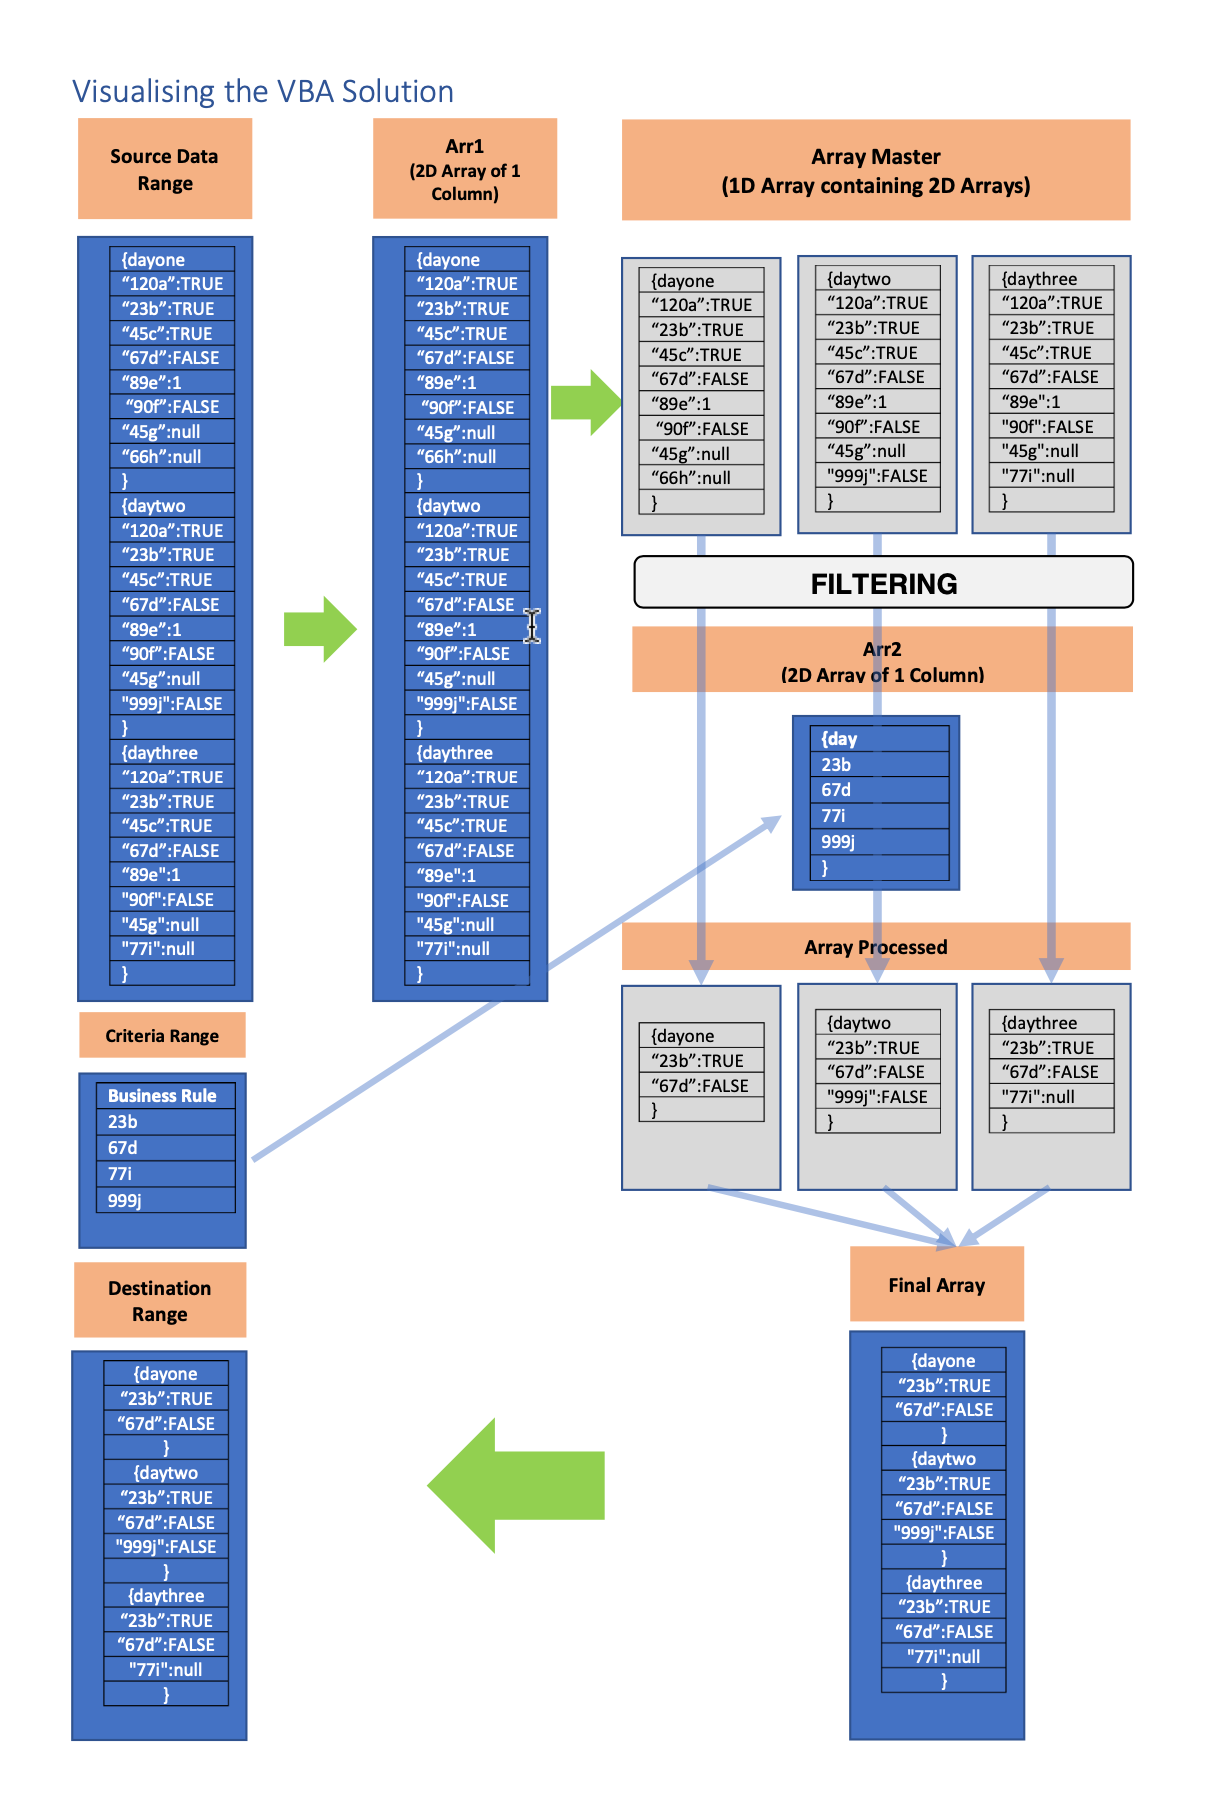 Visualising the VBA Solution
Source Data
Range
{dayone
“120a”:TRUE
“23b”:TRUE
“45c”:TRUE
“67d”:FALSE
“89e”:1
“90f”:FALSE
“45g”:null
“66h”:null
}
{daytwo
“120a”:TRUE
“23b”:TRUE
“45c”:TRUE
“67d”:FALSE
“89e”:1
“90f”:FALSE
“45g”:null
"999j":FALSE
}
{daythree
“120a”:TRUE
“23b”:TRUE
“45c”:TRUE
“67d”:FALSE
“89e":1
"90f":FALSE
"45g":null
"77i":null
}
Arr1
(2D Array of 1
Column)
{dayone
“120a”:TRUE
“23b”:TRUE
“45c”:TRUE
“67d”:FALSE
“89e”:1
“90f”:FALSE
“45g”:null
“66h”:null
}
{daytwo
“120a”:TRUE
“23b”:TRUE
“45c”:TRUE
“67d”:FALSE
“89e”:1
“90f”:FALSE
“45g”:null
"999j":FALSE
}
{daythree
“120a”:TRUE
“23b”:TRUE
“45c”:TRUE
“67d”:FALSE
“89e":1
"90f":FALSE
"45g":null
"77i":null
}
Array Master
(1D Array containing 2D Arrays)
{dayone
“120a”:TRUE
“23b”:TRUE
“45c”:TRUE
“67d”:FALSE
“89e”:1
“90f”:FALSE
“45g”:null
“66h”:null
}
{daytwo
“120a”:TRUE
“23b”:TRUE
“45c”:TRUE
“67d”:FALSE
“89e”:1
“90f”:FALSE
“45g”:null
"999j":FALSE
}
{daythree
“120a”:TRUE
“23b”:TRUE
“45c”:TRUE
“67d”:FALSE
“89e":1
"90f":FALSE
"45g":null
"77i":null
}
FILTERING
Arr2
(2D Array of 1 Column)
{day
23b
67d
77i
999j
}
Array Processed
{dayone
“23b”:TRUE
“67d”:FALSE
}
{daytwo
“23b”:TRUE
“67d”:FALSE
"999j":FALSE
}
{daythree
“23b”:TRUE
“67d”:FALSE
"77i":null
}
Criteria Range
Business Rule
23b
67d
77i
999j
Final Array
{dayone
“23b”:TRUE
“67d”:FALSE
}
{daytwo
“23b”:TRUE
“67d”:FALSE
"999j":FALSE
}
{daythree
“23b”:TRUE
“67d”:FALSE
"77i":null
}
Destination
Range
{dayone
“23b”:TRUE
“67d”:FALSE
}
{daytwo
“23b”:TRUE
“67d”:FALSE
"999j":FALSE
}
{daythree
“23b”:TRUE
“67d”:FALSE
"77i":null
}